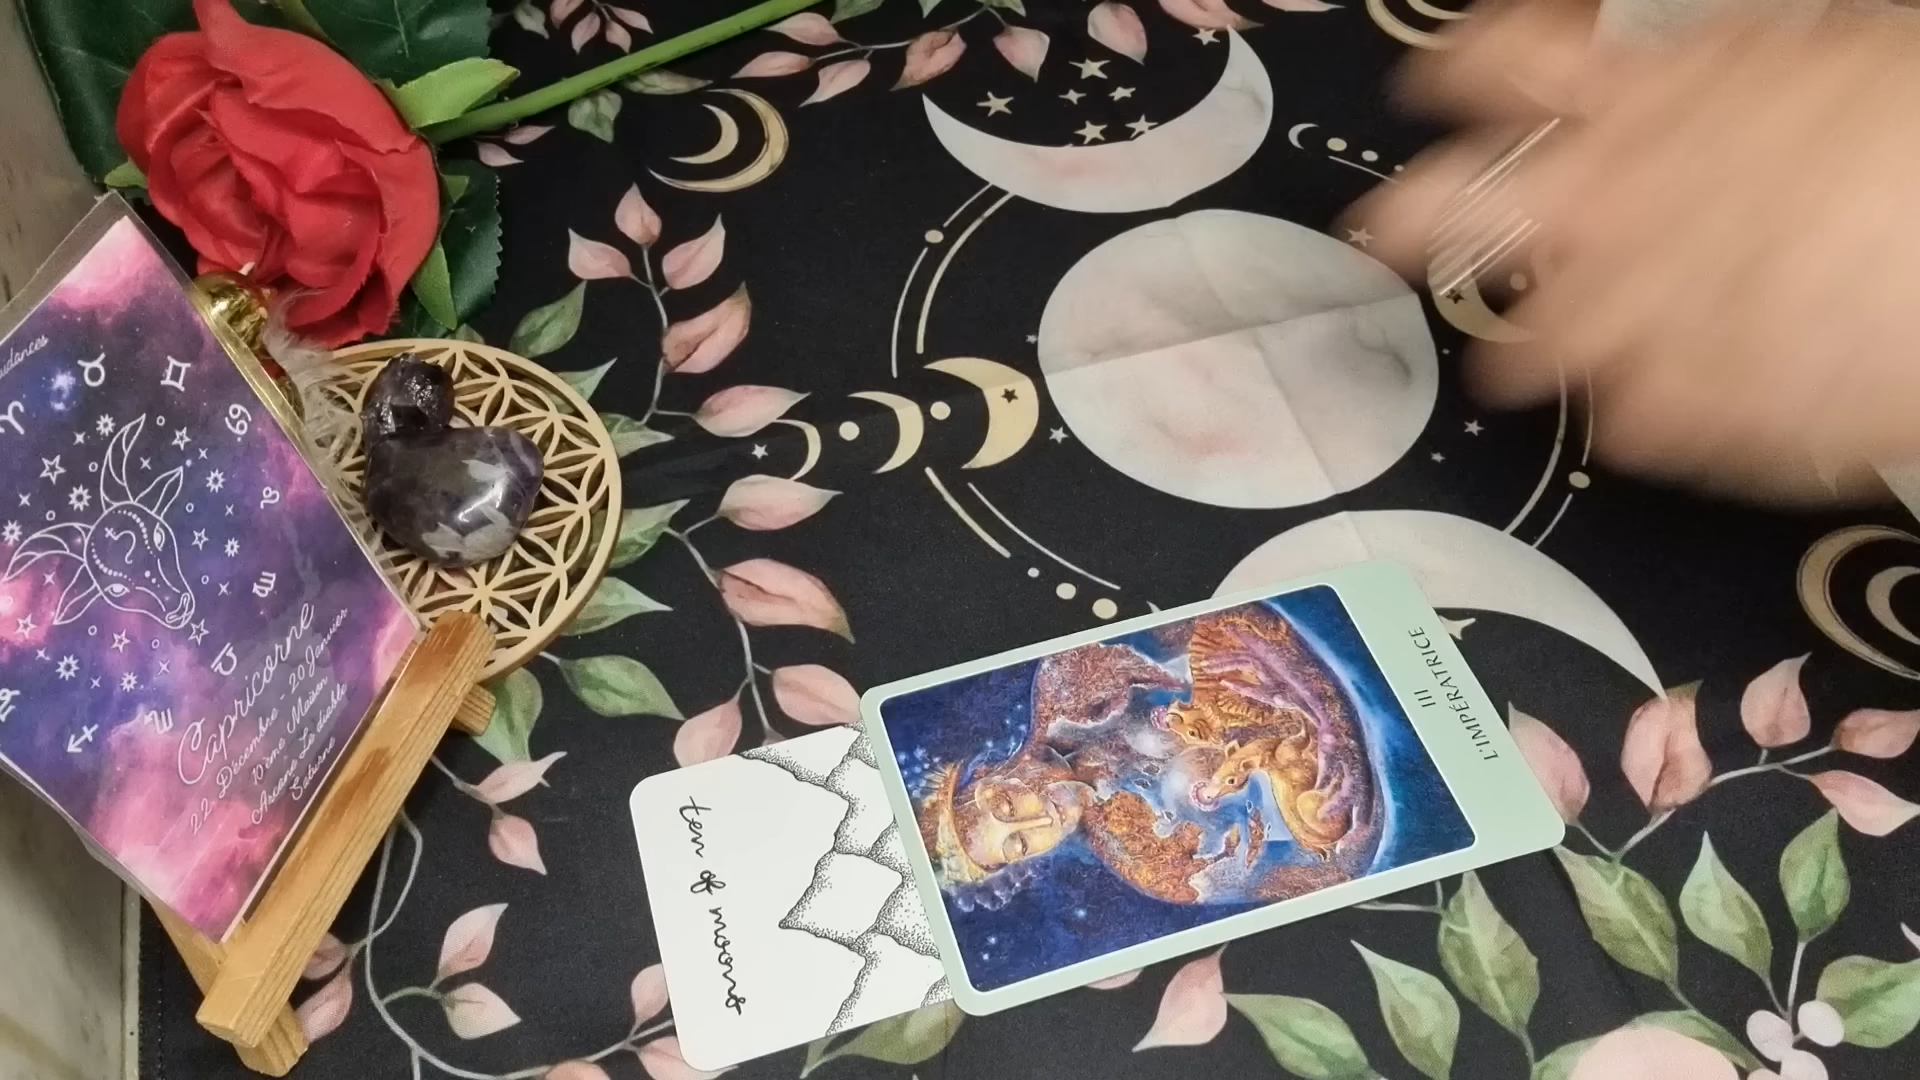 Capricorne
22 Décembre - 20 Janvier
10ème Maison
Arcane Le diable
Saturne
ten of moons
III
L'IMPÉRATRICE